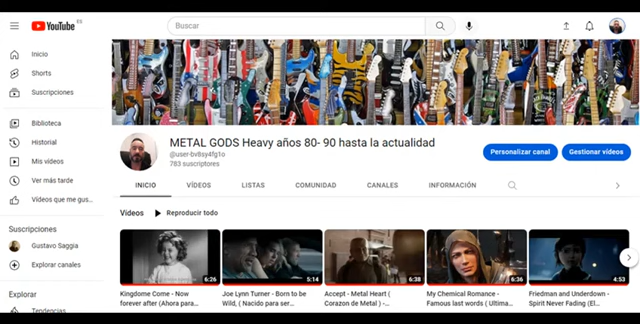 YouTube ES
Buscar
Inicio
Shorts
Suscripciones
Biblioteca
Historial
Mis vídeos
Ver más tarde
Vídeos que me gus...
Suscripciones
Gustavo Saggia
Explorar canales
Explorar
Tendencias
METAL GODS Heavy años 80- 90 hasta la actualidad
@user-bv8sy4fg1o
783 suscriptores
Personalizar canal
Gestionar vídeos
INICIO VÍDEOS LISTAS COMUNIDAD CANALES INFORMACIÓN
Vídeos Reproducir todo
6:26
5:14
6:38
6:36
4:53
Kingdome Come - Now
forever after (Ahora para...
Joe Lynn Turner - Born to be
Wild, ( Nacido para ser...
Accept - Metal Heart (
Corazon de Metal ) -...
My Chemical Romance -
Famous last words ( Ultima...
Friedman and Underdown -
Spirit Never Fading (El...